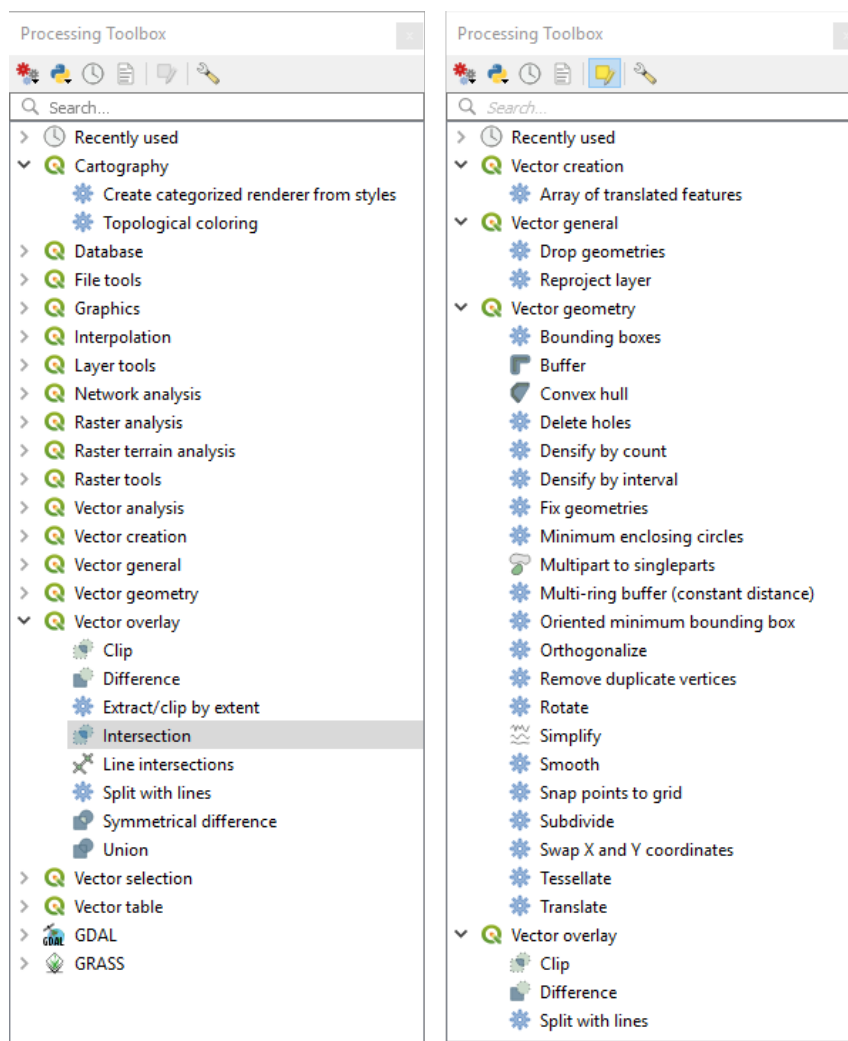 Processing Toolbox
x
Search...
Recently used
Cartography
Create categorized renderer from styles
Topological coloring
Database
File tools
Graphics
Interpolation
Layer tools
Network analysis
Raster analysis
Raster terrain analysis
Raster tools
Vector analysis
Vector creation
Vector general
Vector geometry
Vector overlay
Clip
Difference
Extract/clip by extent
Intersection
Line intersections
Split with lines
Symmetrical difference
Union
Vector selection
Vector table
GDAL GDAL
GRASS
Processing Toolbox
Search...
Recently used
Vector creation
Array of translated features
Vector general
Drop geometries
Reproject layer
Vector geometry
Bounding boxes
Buffer
Convex hull
Delete holes
Densify by count
Densify by interval
Fix geometries
Minimum enclosing circles
Multipart to singleparts
Multi-ring buffer (constant distance)
Oriented minimum bounding box
Orthogonalize
Remove duplicate vertices
Rotate
Simplify
Smooth
Snap points to grid
Subdivide
Swap X and Y coordinates
Tessellate
Translate
Vector overlay
Clip
Difference
Split with lines